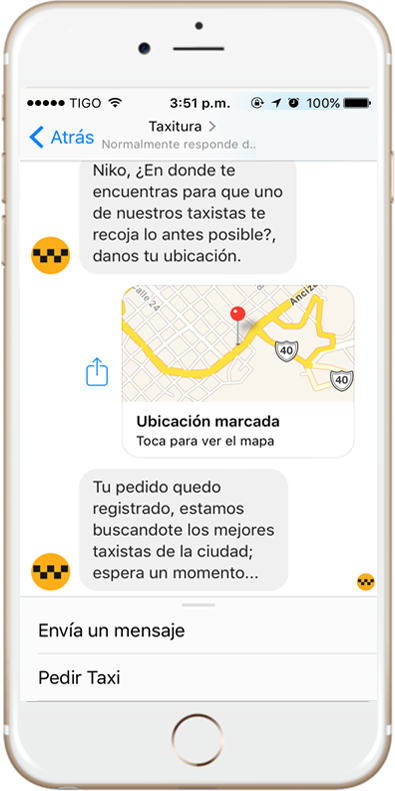 TIGO 3:51 p.m. 100%
Atrás
Taxitura
Normalmente responde d..
Niko, ¿En donde te
encuentras para que uno
de nuestros taxistas te
recoja lo antes posible?,
danos tu ubicación.
Calle 24
Anciza
40
40
Ubicación marcada
Toca para ver el mapa
Tu pedido quedo
registrado, estamos
buscandote los mejores
taxistas de la ciudad;
espera un momento...
Envía un mensaje
Pedir Taxi